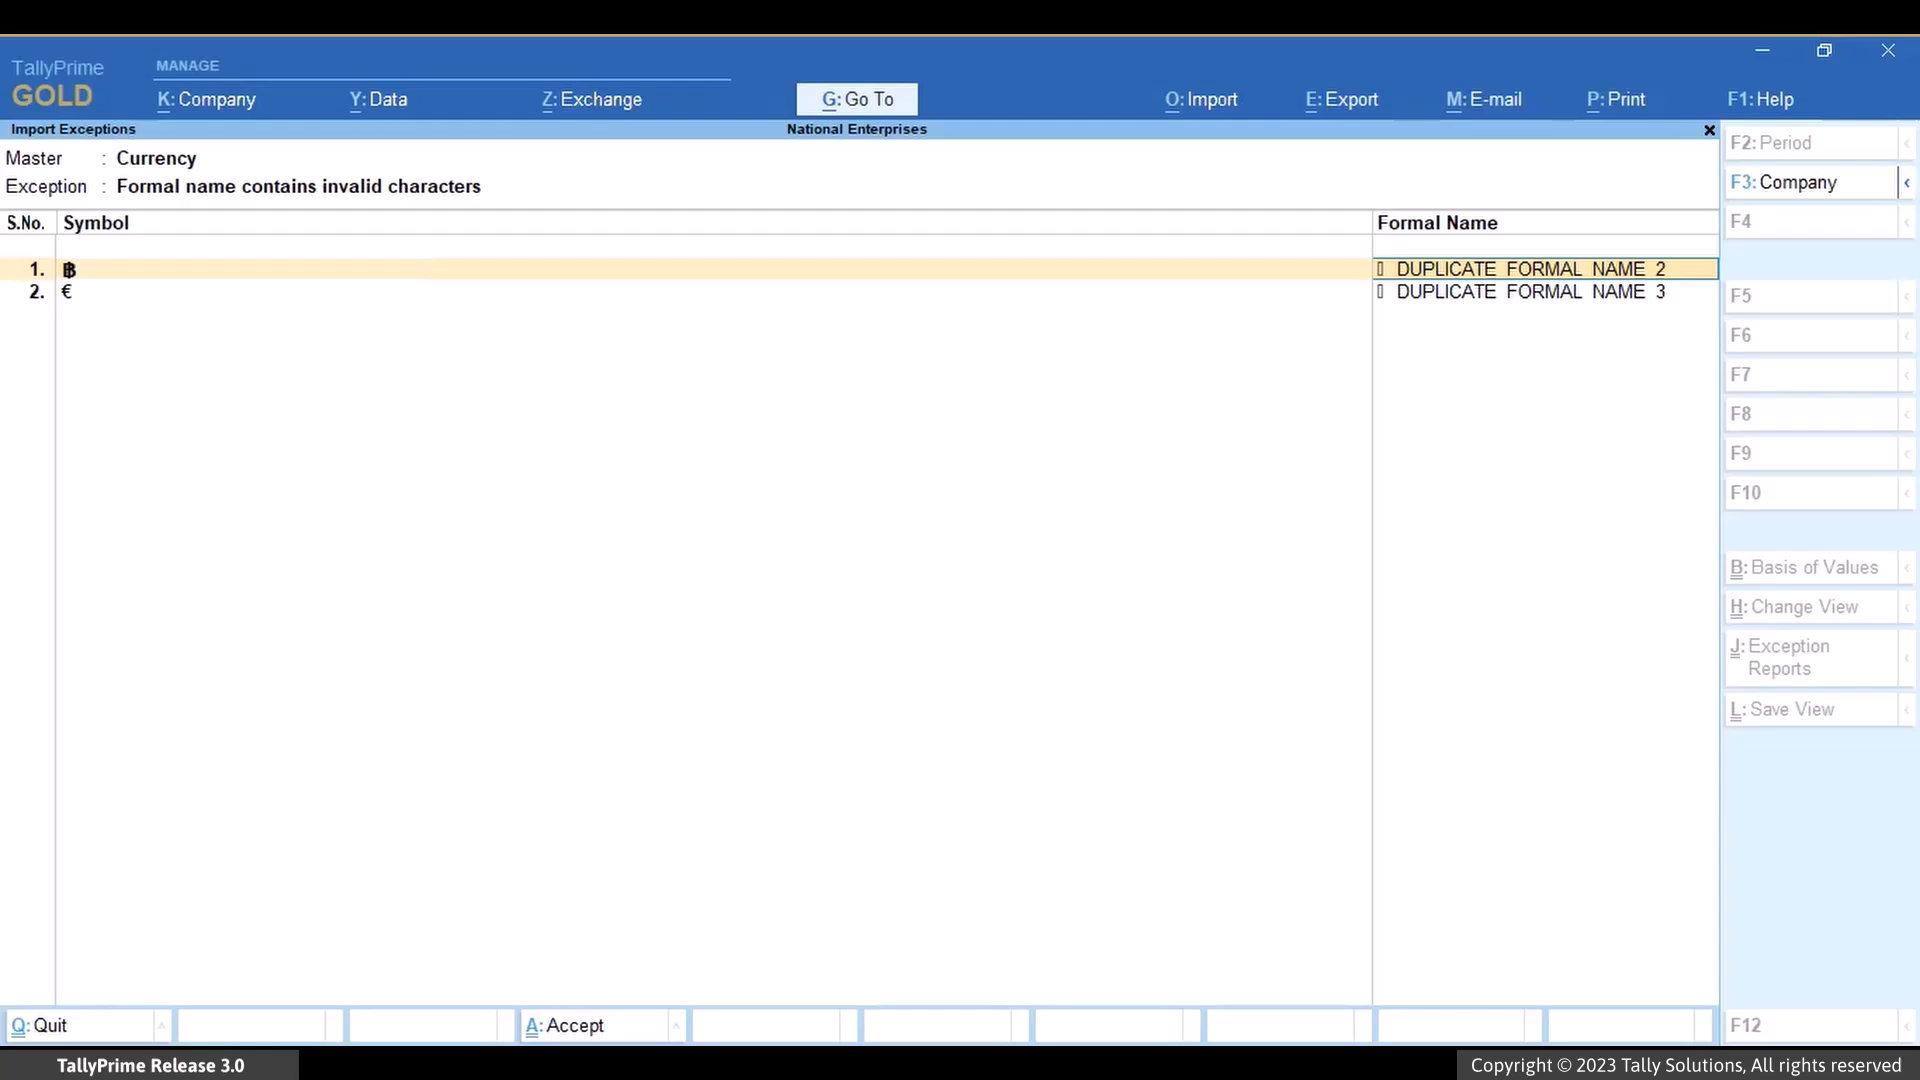 TallyPrime
GOLD
MANAGE
K: Company
Y: Data
Z: Exchange
G: Go To
O: Import
E: Export
M: E-mail
P: Print
F1: Help
Import Exceptions
National Enterprises
Master : Currency
Exception : Formal name contains invalid characters
S.No. Symbol Formal Name
1. ฿ DUPLICATE FORMAL NAME 2
2. € DUPLICATE FORMAL NAME 3
F2: Period
F3: Company
F4
F5
F6
F7
F8
F9
F10
B: Basis of Values
H: Change View
J: Exception
Reports
L: Save View
F12
Q: Quit
A: Accept
TallyPrime Release 3.0
Copyright © 2023 Tally Solutions, All rights reserved